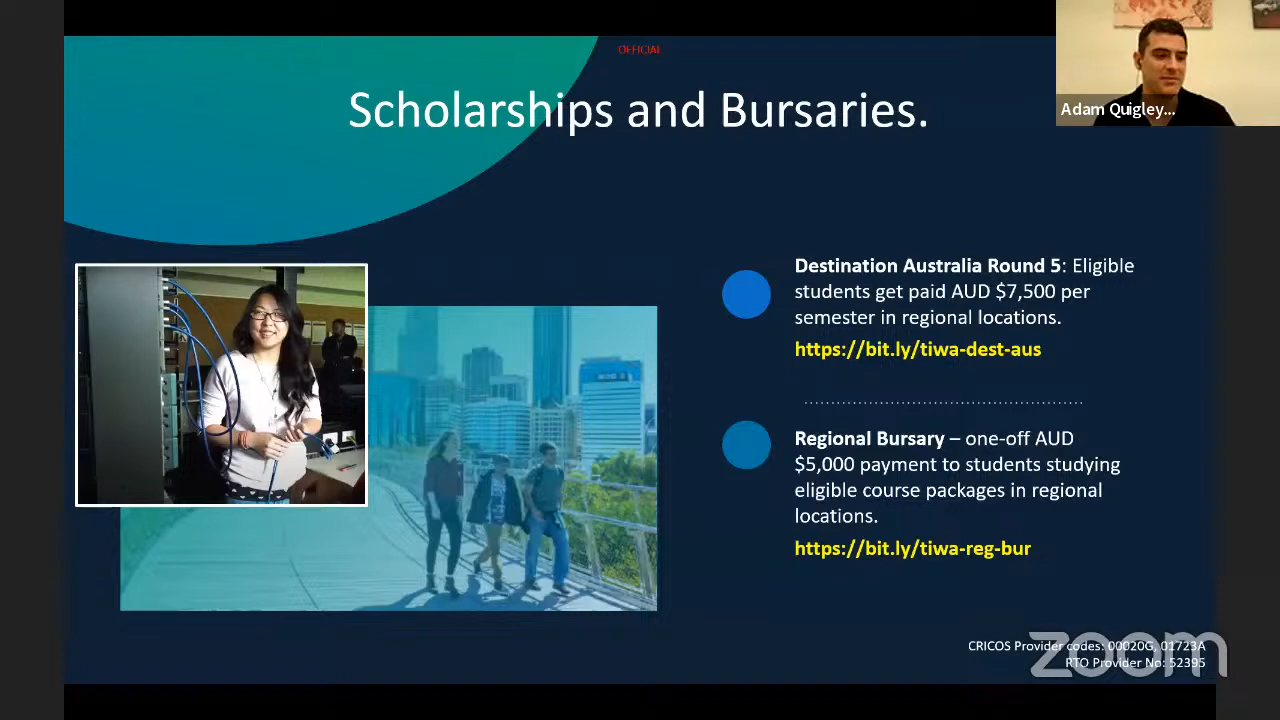 OFFICIAL
Scholarships and Bursaries.
Adam Quigley...
Destination Australia Round 5: Eligible
students get paid AUD $7,500 per
semester in regional locations.
https://bit.ly/tiwa-dest-aus
Regional Bursary – one-off AUD
$5,000 payment to students studying
eligible course packages in regional
locations.
https://bit.ly/tiwa-reg-bur
CRICOS Provider codes: 00020G, 01723A
RTO Provider No: 52395
zoom